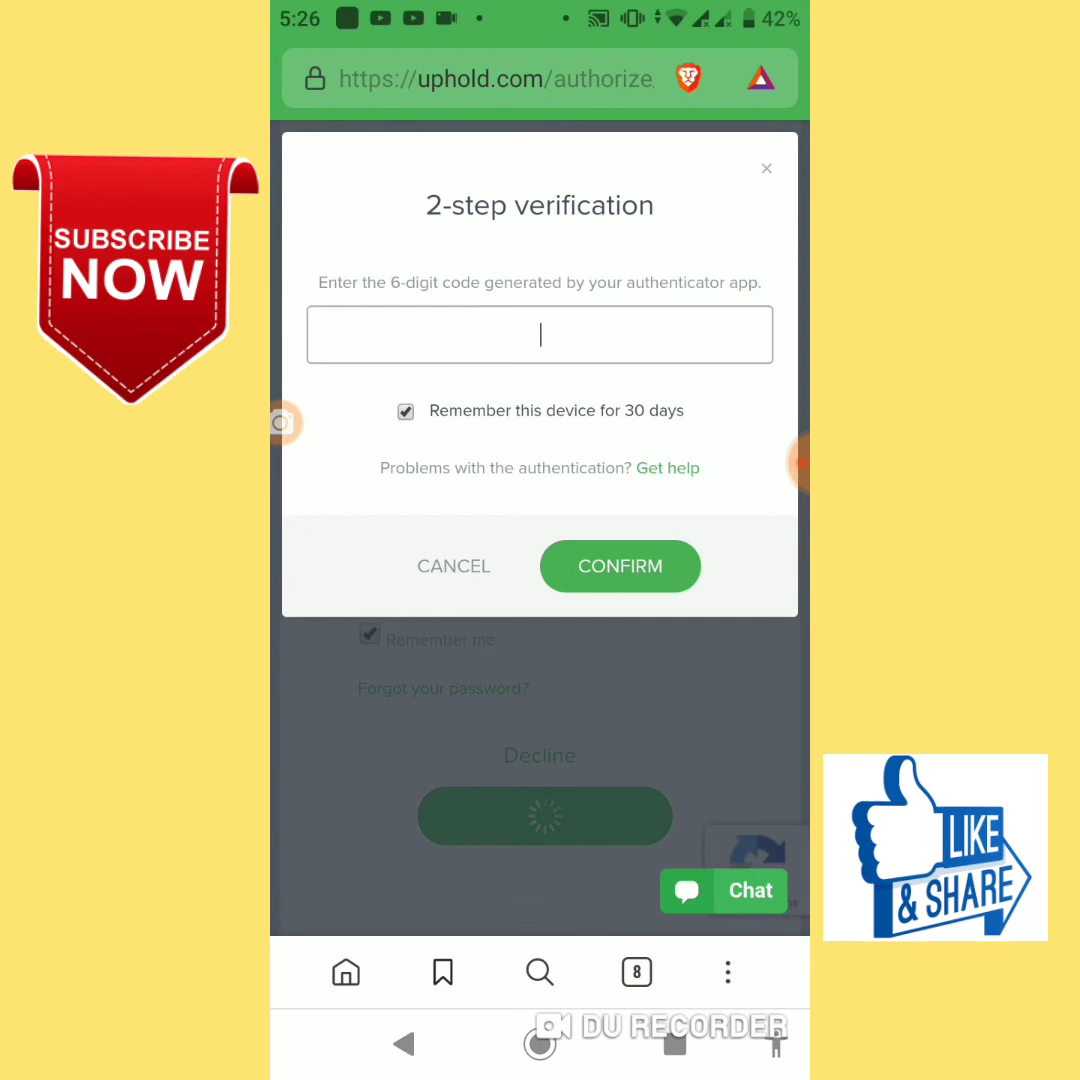 5:26
42%
https://uphold.com/authorize
SUBSCRIBE
NOW
2-step verification
Enter the 6-digit code generated by your authenticator app.
Remember this device for 30 days
Problems with the authentication? Get help
CANCEL
CONFIRM
Remember me
Forgot your password?
Decline
Chat
LIKE
& SHARE
8
DU RECORDER